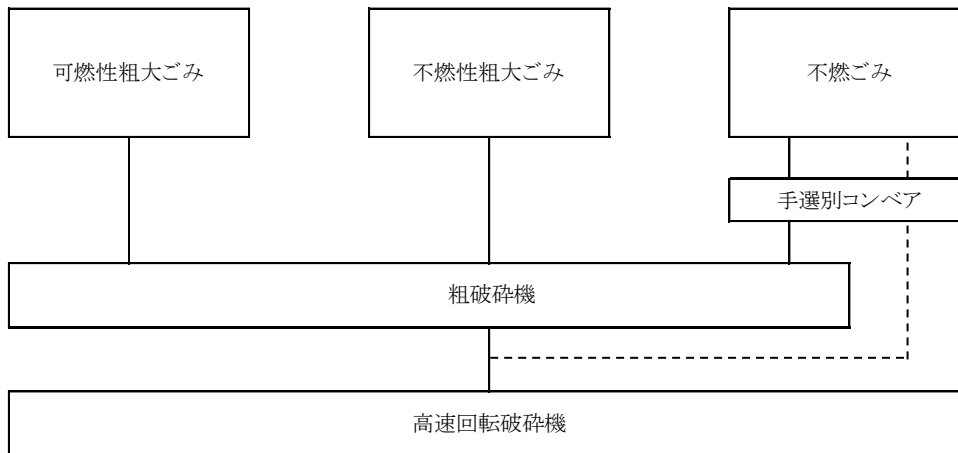 可燃性粗大ごみ
不燃性粗大ごみ
不燃ごみ
手選別コンベア
粗破砕機
高速回転破砕機